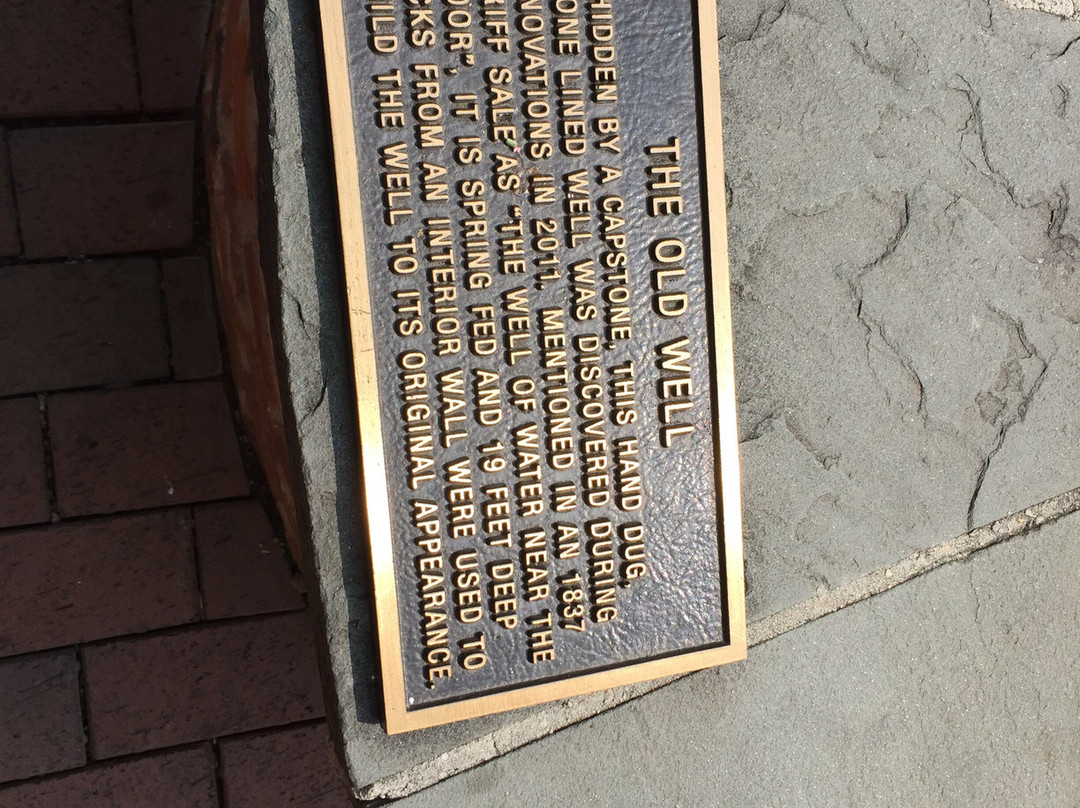 THE OLD WELL
HIDDEN BY A CAPSTONE, THIS HAND DUG,
ONE LINED WELL WAS DISCOVERED DURING
NOVATIONS IN 2011. MENTIONED IN AN 1837
IFF SALE AS "THE WELL OF WATER NEAR THE
OOR", IT IS SPRING FED AND 19 FEET DEEP
CKS FROM AN INTERIOR WALL WERE USED TO
ILD THE WELL TO ITS ORIGINAL APPEARANCE.